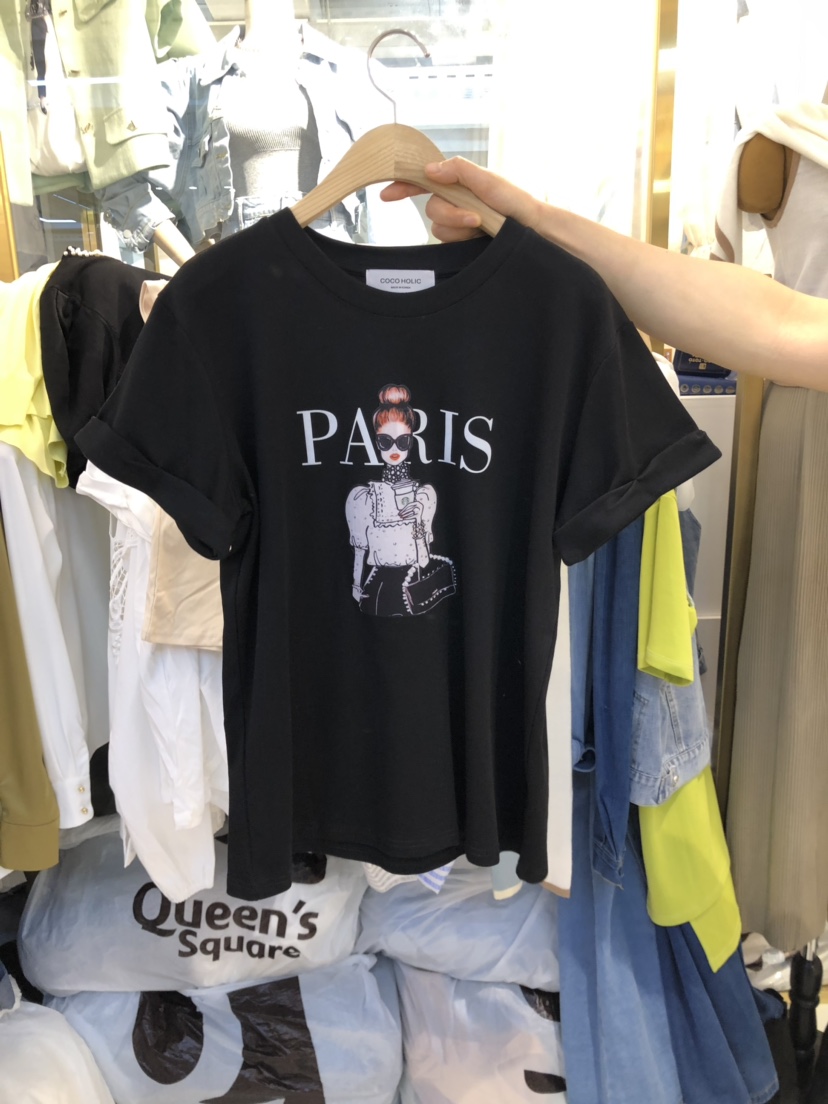 COCO HOLIC
PARIS
Queen's
Square